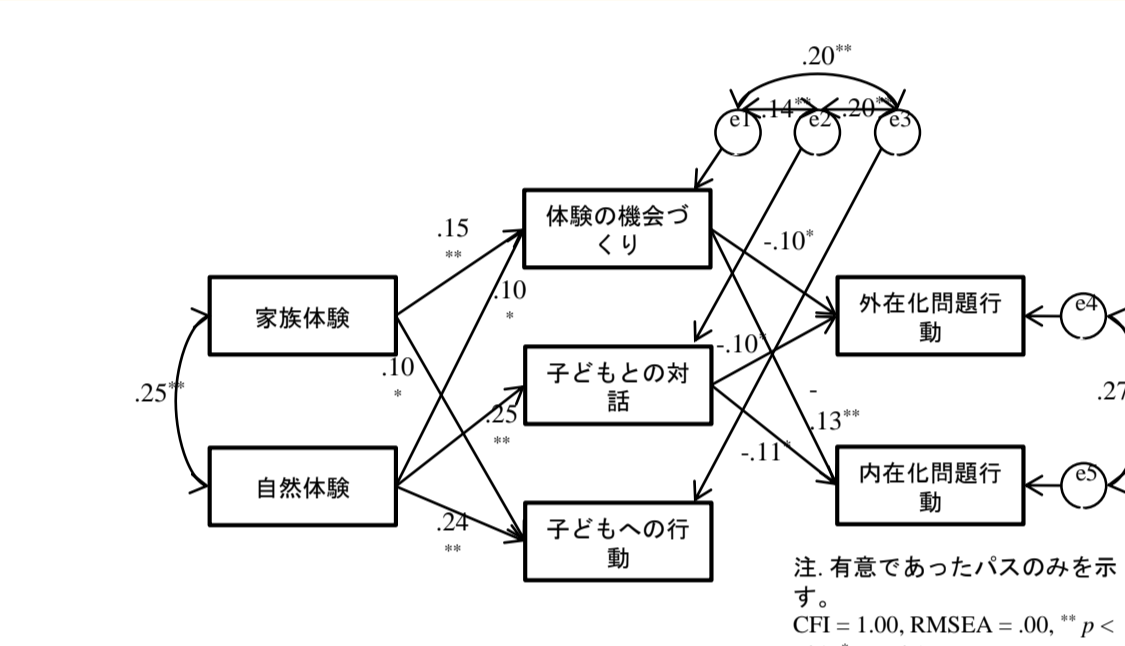 .20**
.14**
.20*
e1
e2
e3
体験の機会づ
くり
.15
**
-.10*
.10
*
家族体験
外在化問題行
動
e4
-.10*
.10
*
子どもとの対
話
.25**
.27
-
.13**
.25
**
-.11*
自然体験
内在化問題行
動
e5
.24
**
子どもへの行
動
注. 有意であったパスのみを示
す。
CFI = 1.00, RMSEA = .00, ** p <